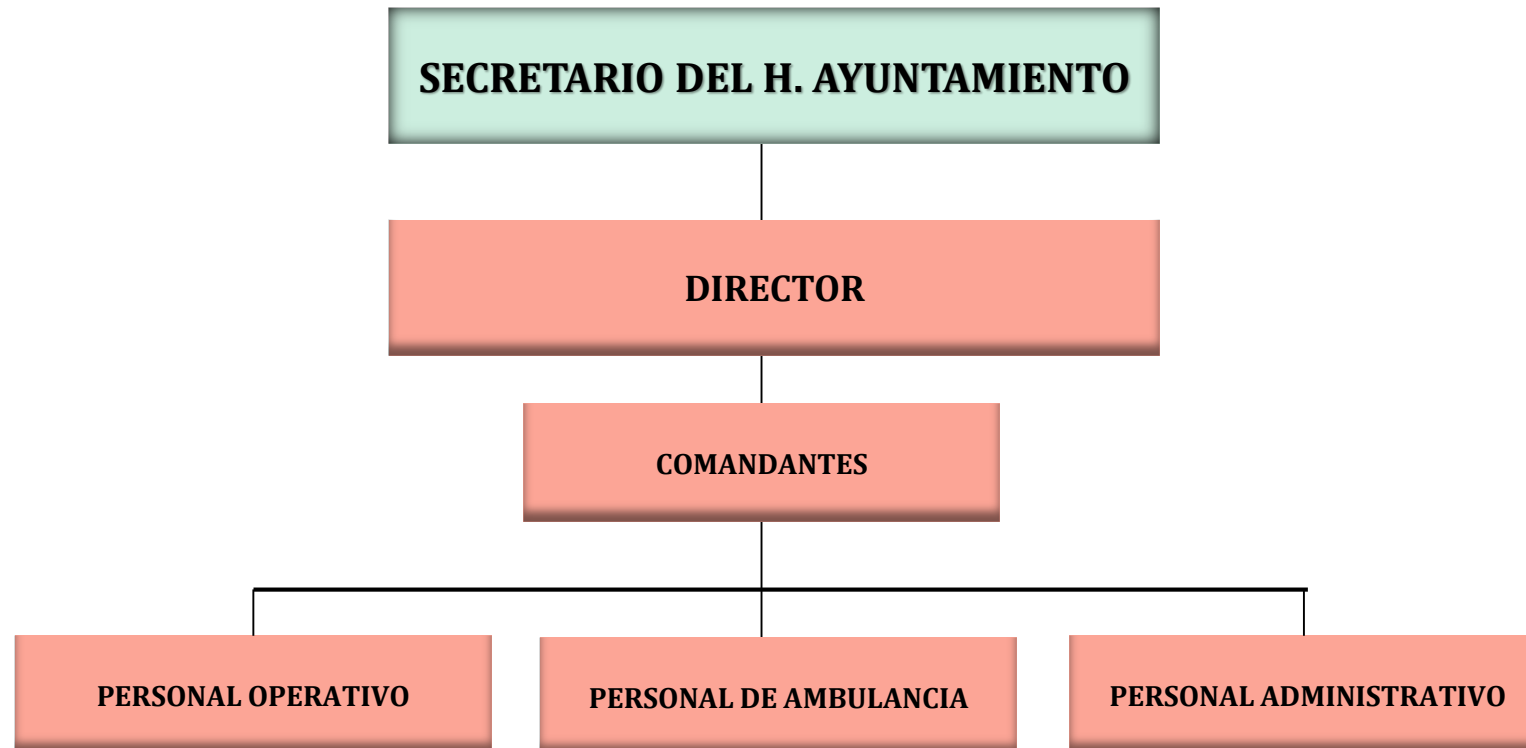 SECRETARIO DEL H. AYUNTAMIENTO
DIRECTOR
COMANDANTES
PERSONAL OPERATIVO
PERSONAL DE AMBULANCIA
PERSONAL ADMINISTRATIVO